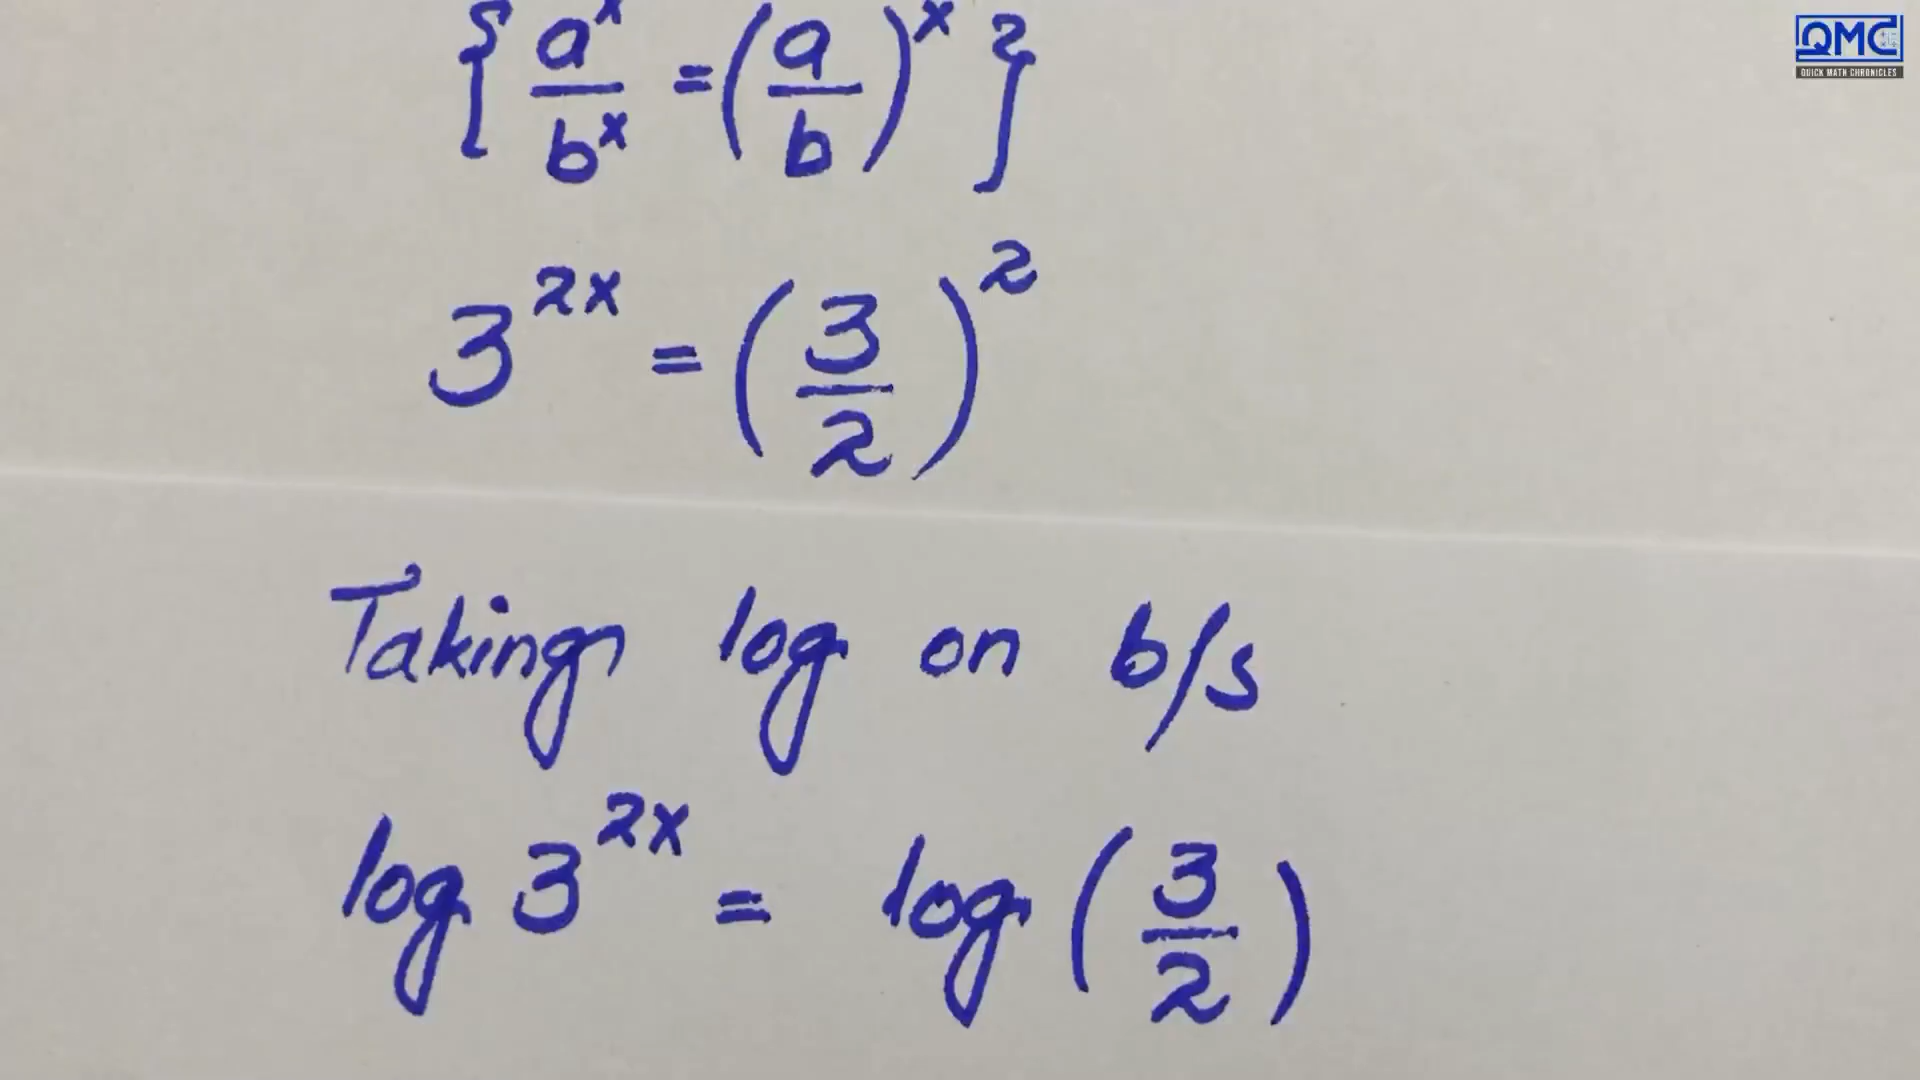 QMC
QUICK MATH CHRONICLES
{ a^x / b^x = (a/b)^x }
3^{2x} = (3/2)^2
Taking log on b/s
log 3^{2x} = log (3/2)